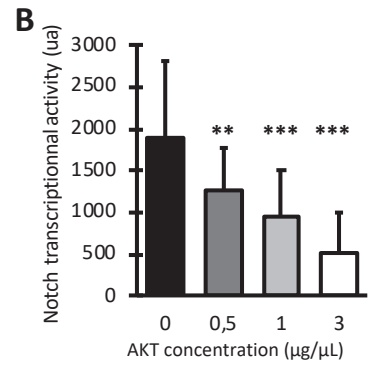 B
Notch transcriptionnal activity (ua)
3000
2500
2000
1500
1000
500
0
** *** ***
0 0,5 1 3
AKT concentration (µg/µL)